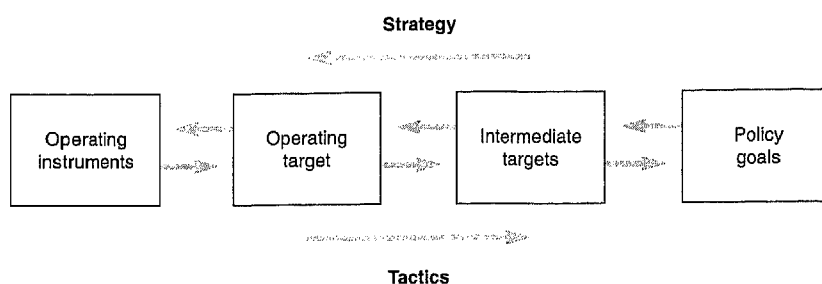 Strategy
Operating
instruments
Operating
target
Intermediate
targets
Policy
goals
Tactics